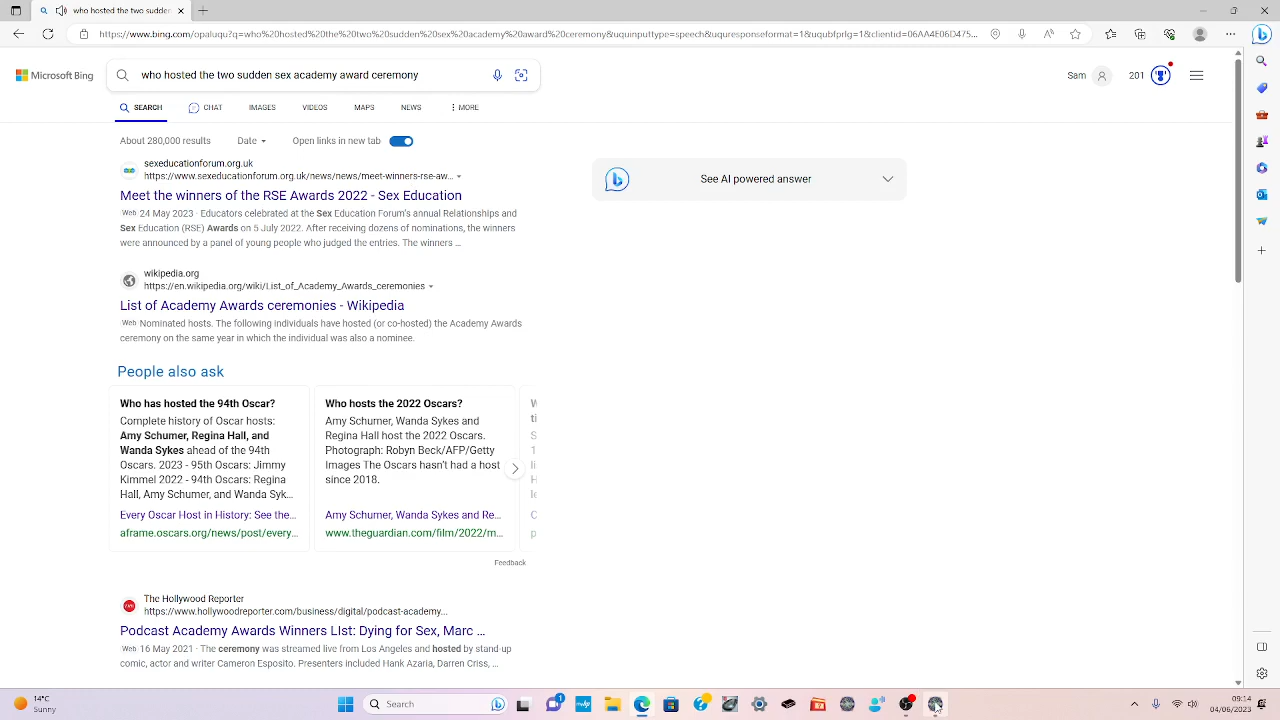 who hosted the two sudden
https://www.bing.com/opaluqu?q=who+hosted%20the%20two%20sudden%20sex%20academy%20award%20ceremony&uquinputtype=speech&uquresponseformat=1&uqubfprlg=1&clientid=06AA4E06D475...
Microsoft Bing
who hosted the two sudden sex academy award ceremony
Sam
201
SEARCH
CHAT
IMAGES
VIDEOS
MAPS
NEWS
MORE
About 280,000 results
Date
Open links in new tab
sexeducationforum.org.uk
https://www.sexeducationforum.org.uk/news/news/meet-winners-rse-aw...
Meet the winners of the RSE Awards 2022 - Sex Education
Web 24 May 2023 · Educators celebrated at the Sex Education Forum's annual Relationships and
Sex Education (RSE) Awards on 5 July 2022. After receiving dozens of nominations, the winners
were announced by a panel of young people who judged the entries. The winners ...
See AI powered answer
wikipedia.org
https://en.wikipedia.org/wiki/List_of_Academy_Awards_ceremonies
List of Academy Awards ceremonies - Wikipedia
Web Nominated hosts. The following individuals have hosted (or co-hosted) the Academy Awards
ceremony on the same year in which the individual was also a nominee.
People also ask
Who has hosted the 94th Oscar?
Complete history of Oscar hosts:
Amy Schumer, Regina Hall, and
Wanda Sykes ahead of the 94th
Oscars. 2023 - 95th Oscars: Jimmy
Kimmel 2022 - 94th Oscars: Regina
Hall, Amy Schumer, and Wanda Syk...
Every Oscar Host in History: See the...
aframe.oscars.org/news/post/every...
Who hosts the 2022 Oscars?
Amy Schumer, Wanda Sykes and
Regina Hall host the 2022 Oscars.
Photograph: Robyn Beck/AFP/Getty
Images The Oscars hasn't had a host
since 2018.
Amy Schumer, Wanda Sykes and Re...
www.theguardian.com/film/2022/m...
Feedback
The Hollywood Reporter
https://www.hollywoodreporter.com/business/digital/podcast-academy...
Podcast Academy Awards Winners LIst: Dying for Sex, Marc ...
Web 16 May 2021 · The ceremony was streamed live from Los Angeles and hosted by stand-up
comic, actor and writer Cameron Esposito. Presenters included Hank Azaria, Darren Criss, ...
14°C
Sunny
Search
1
09:14
04/06/2023